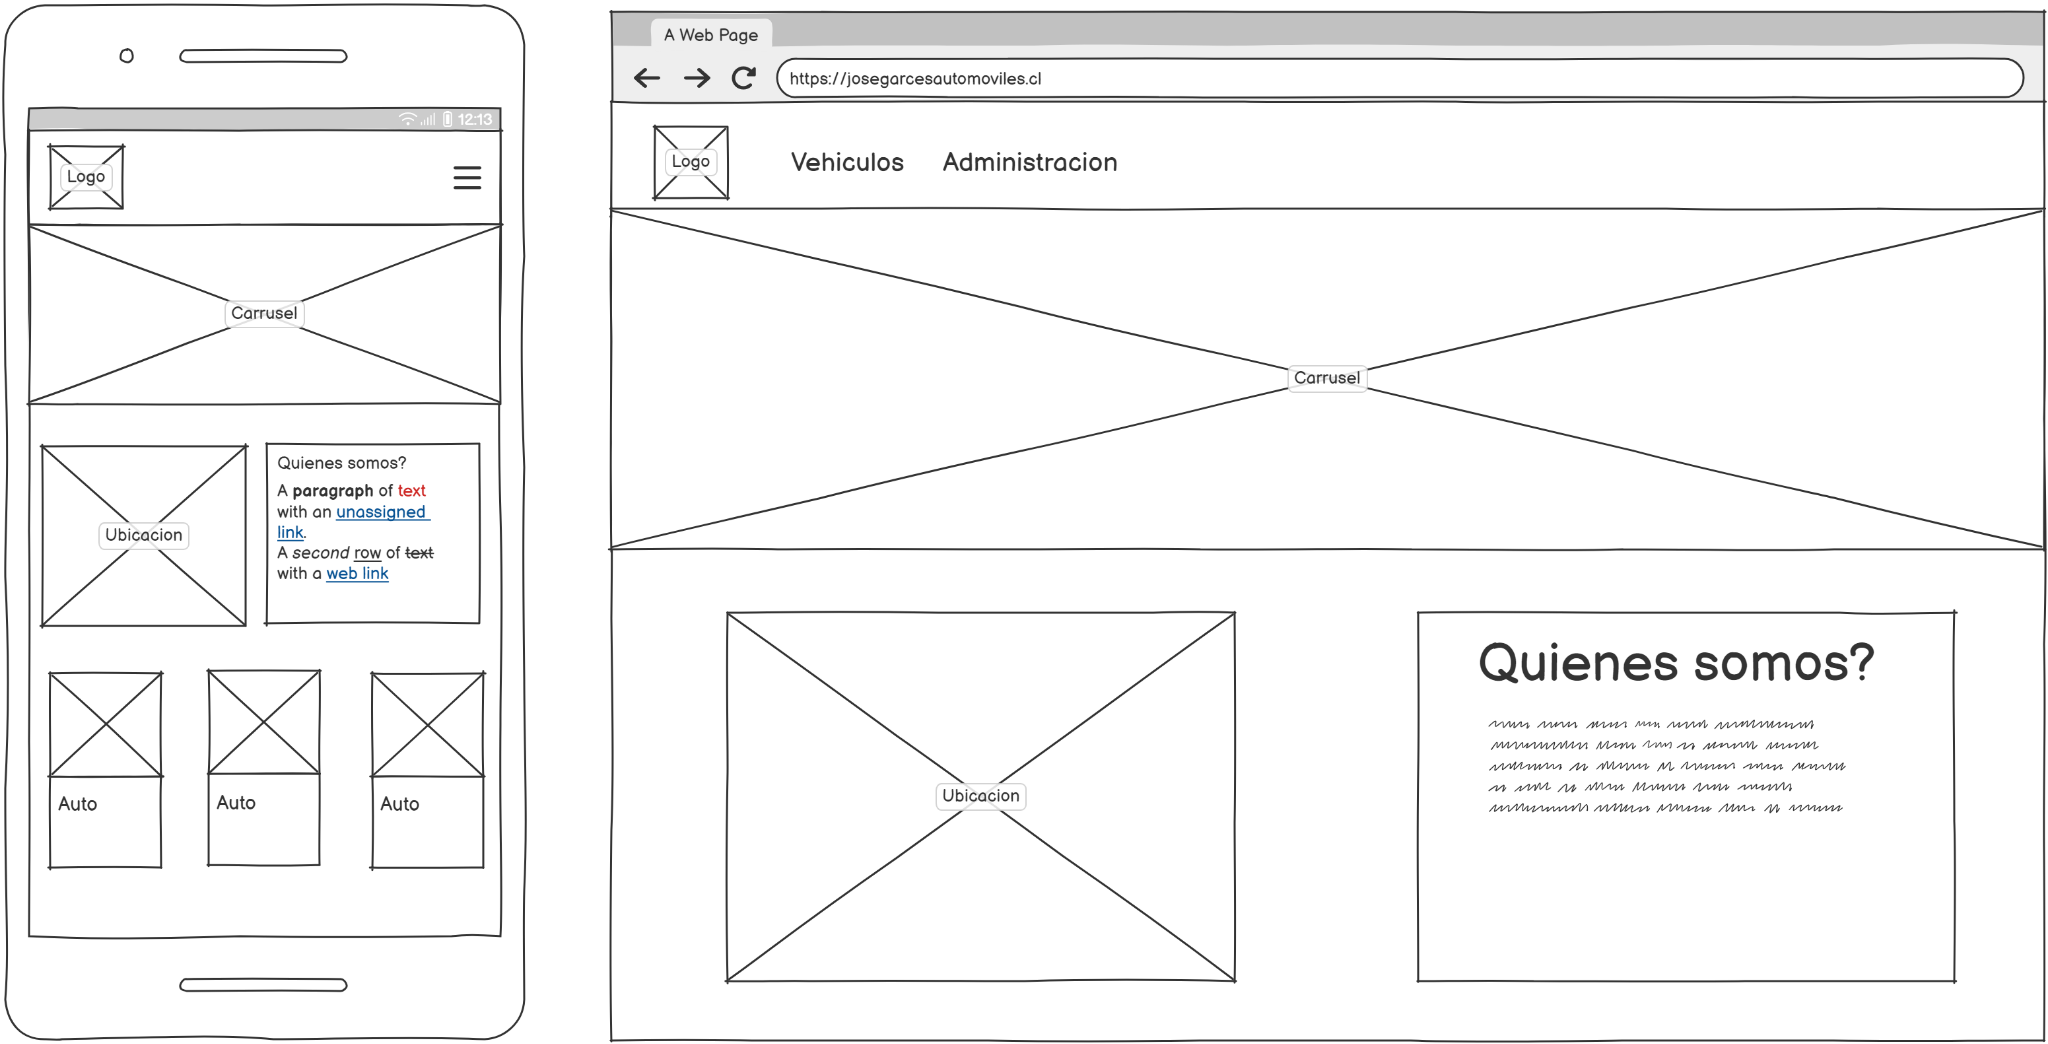 12:13
Logo
Carrusel
Ubicacion
Quienes somos?
A paragraph of text
with an unassigned
link.
A second row of text
with a web link
Auto
Auto
Auto
A Web Page
https://josegarcesautomoviles.cl
Logo
Vehiculos
Administracion
Carrusel
Ubicacion
Quienes somos?